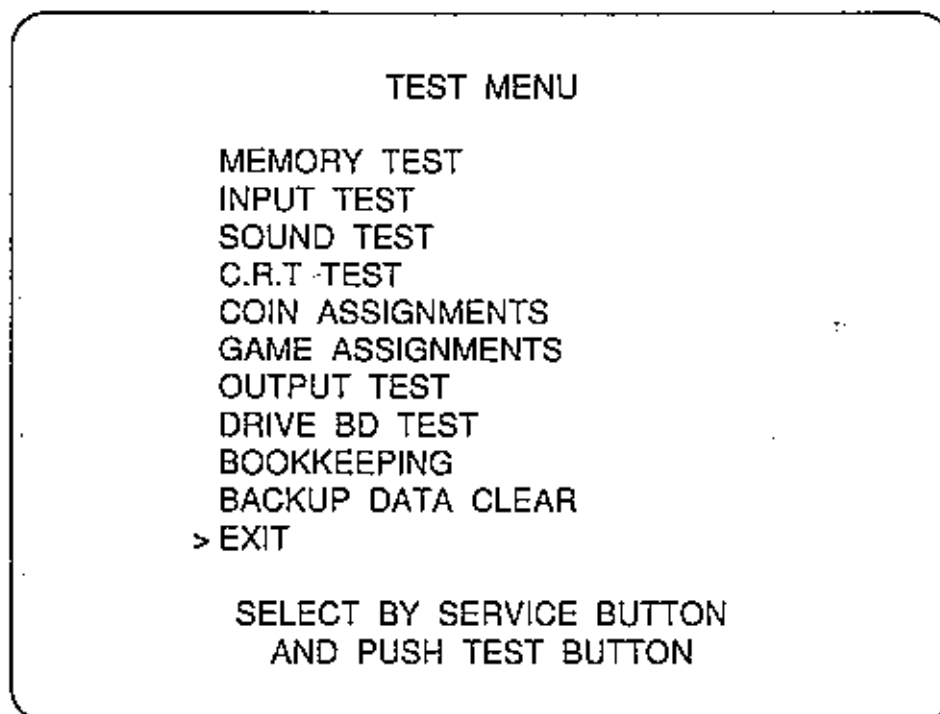 TEST MENU
MEMORY TEST
INPUT TEST
SOUND TEST
C.R.T TEST
COIN ASSIGNMENTS
GAME ASSIGNMENTS
OUTPUT TEST
DRIVE BD TEST
BOOKKEEPING
BACKUP DATA CLEAR
> EXIT
SELECT BY SERVICE BUTTON
AND PUSH TEST BUTTON